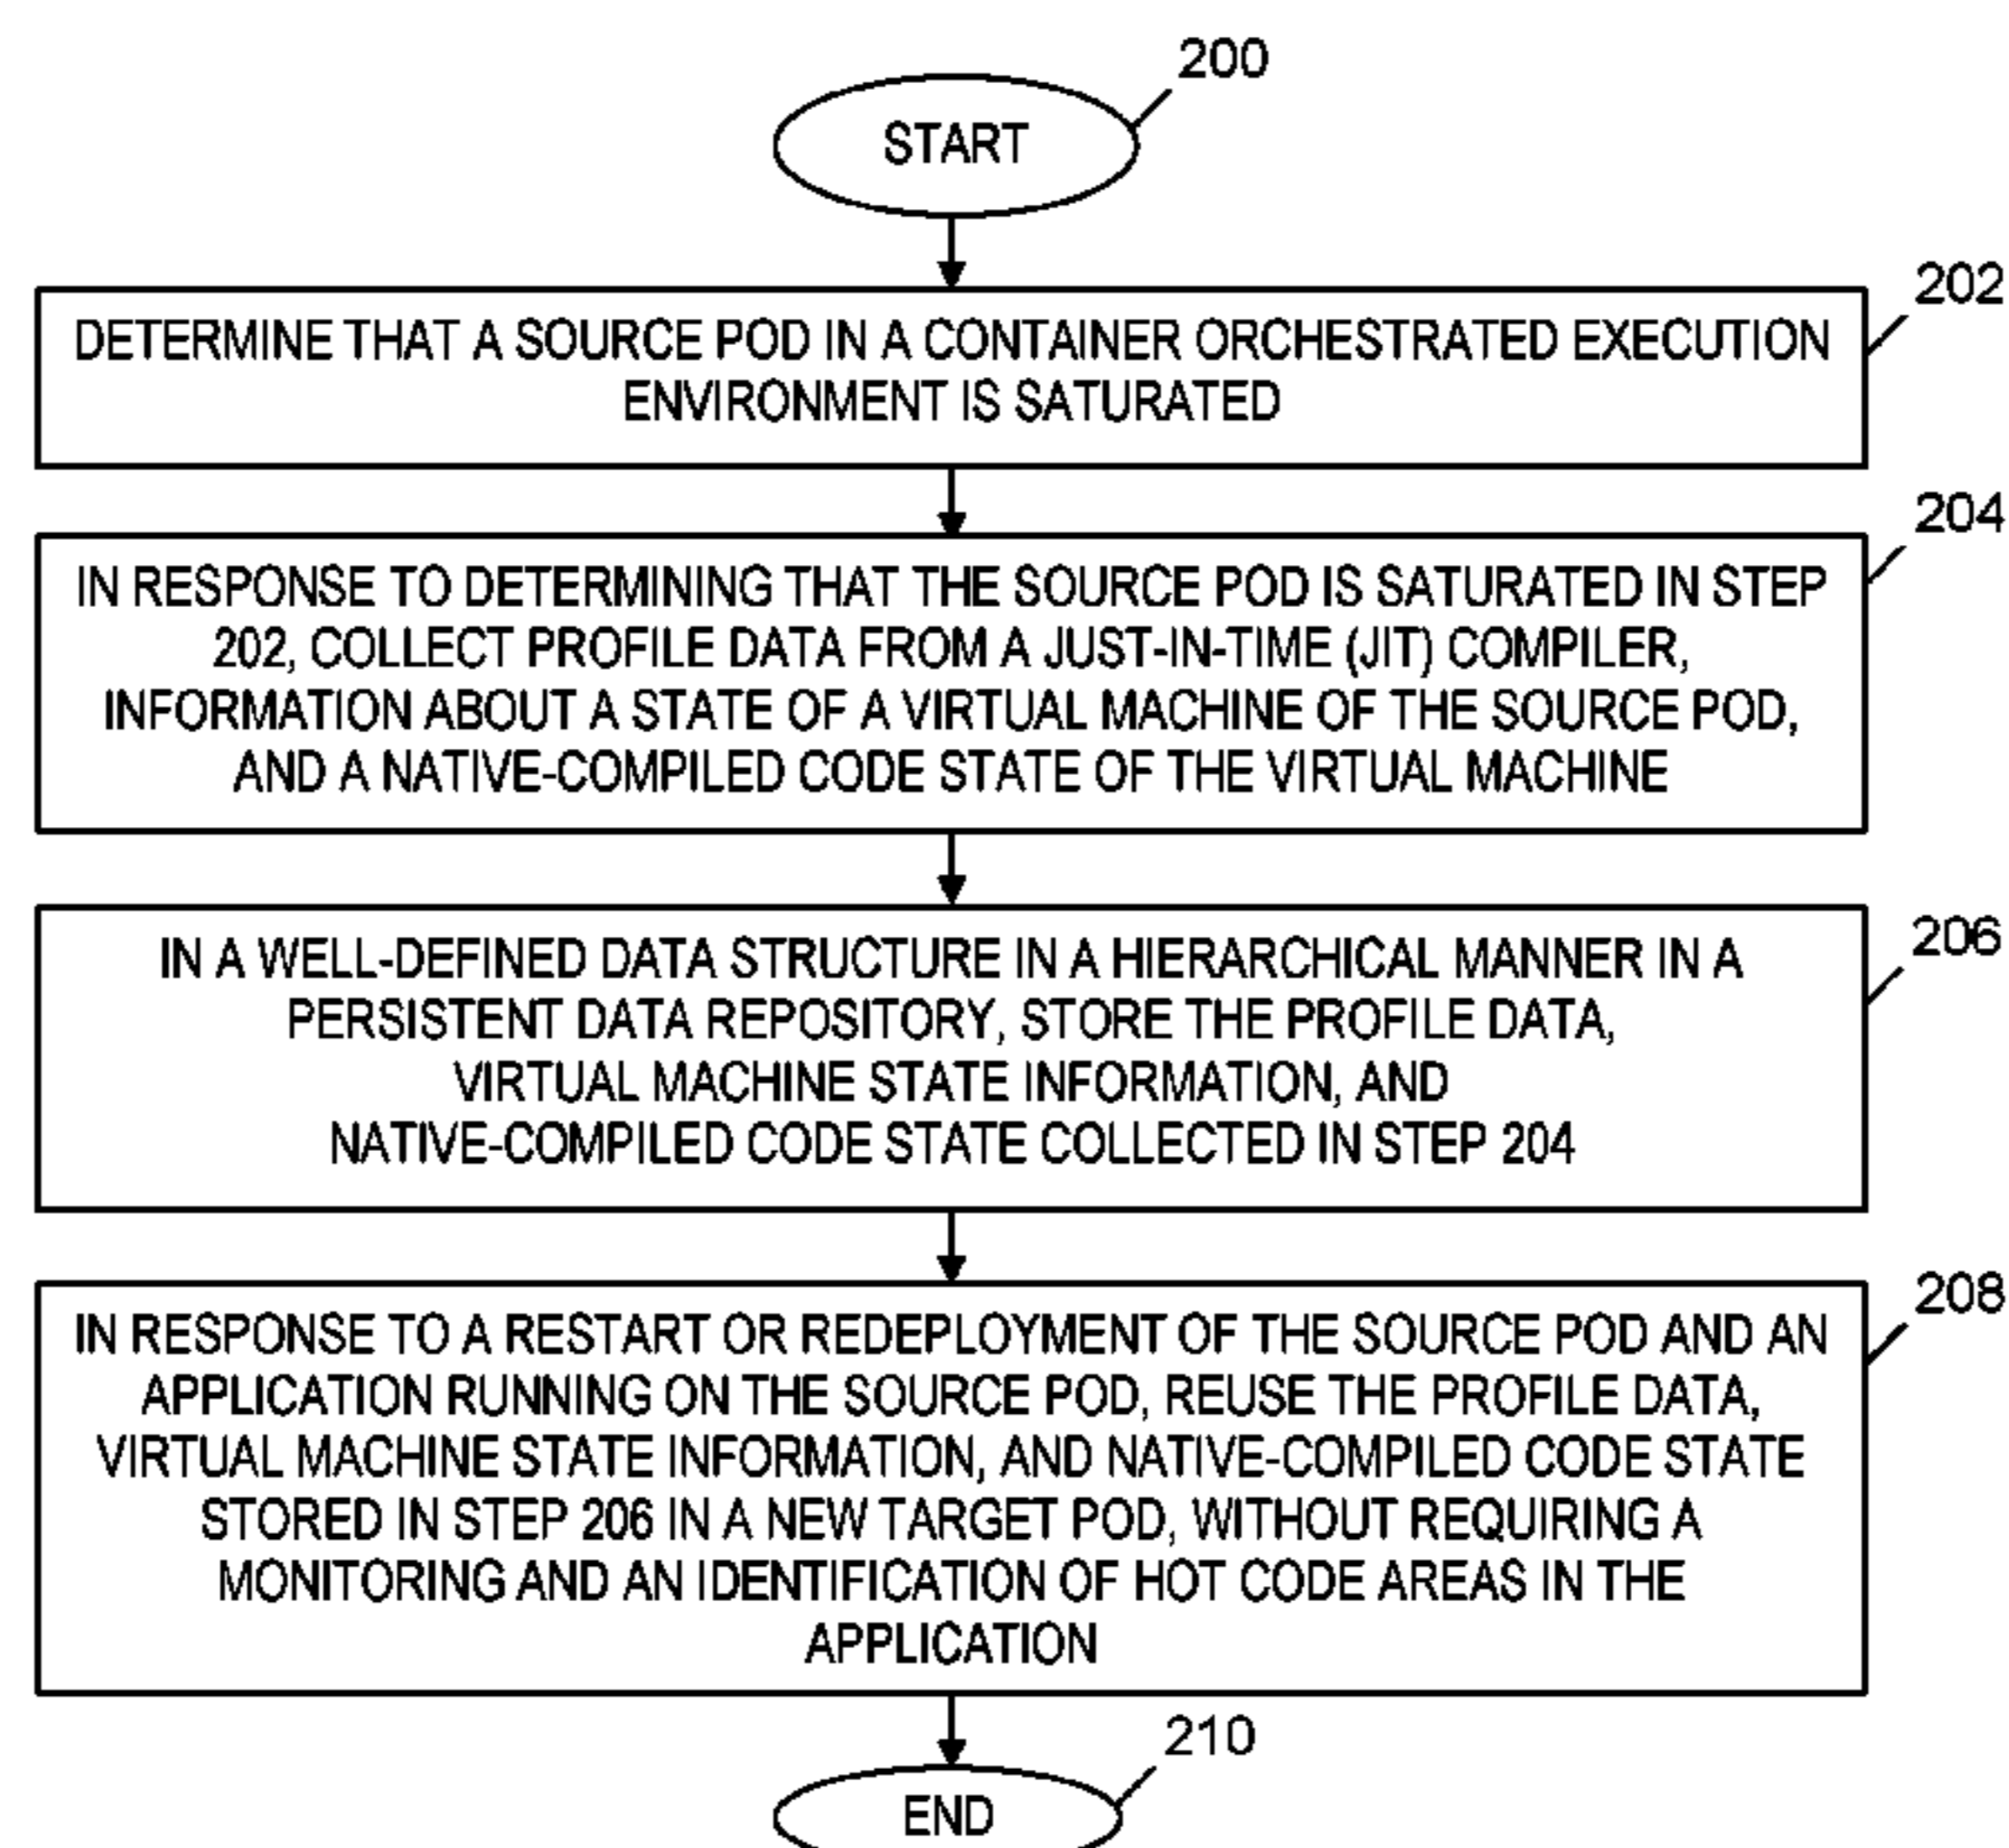 200
START
202
DETERMINE THAT A SOURCE POD IN A CONTAINER ORCHESTRATED EXECUTION
ENVIRONMENT IS SATURATED
204
IN RESPONSE TO DETERMINING THAT THE SOURCE POD IS SATURATED IN STEP
202, COLLECT PROFILE DATA FROM A JUST-IN-TIME (JIT) COMPILER,
INFORMATION ABOUT A STATE OF A VIRTUAL MACHINE OF THE SOURCE POD,
AND A NATIVE-COMPILED CODE STATE OF THE VIRTUAL MACHINE
206
IN A WELL-DEFINED DATA STRUCTURE IN A HIERARCHICAL MANNER IN A
PERSISTENT DATA REPOSITORY, STORE THE PROFILE DATA,
VIRTUAL MACHINE STATE INFORMATION, AND
NATIVE-COMPILED CODE STATE COLLECTED IN STEP 204
208
IN RESPONSE TO A RESTART OR REDEPLOYMENT OF THE SOURCE POD AND AN
APPLICATION RUNNING ON THE SOURCE POD, REUSE THE PROFILE DATA,
VIRTUAL MACHINE STATE INFORMATION, AND NATIVE-COMPILED CODE STATE
STORED IN STEP 206 IN A NEW TARGET POD, WITHOUT REQUIRING A
MONITORING AND AN IDENTIFICATION OF HOT CODE AREAS IN THE
APPLICATION
210
END